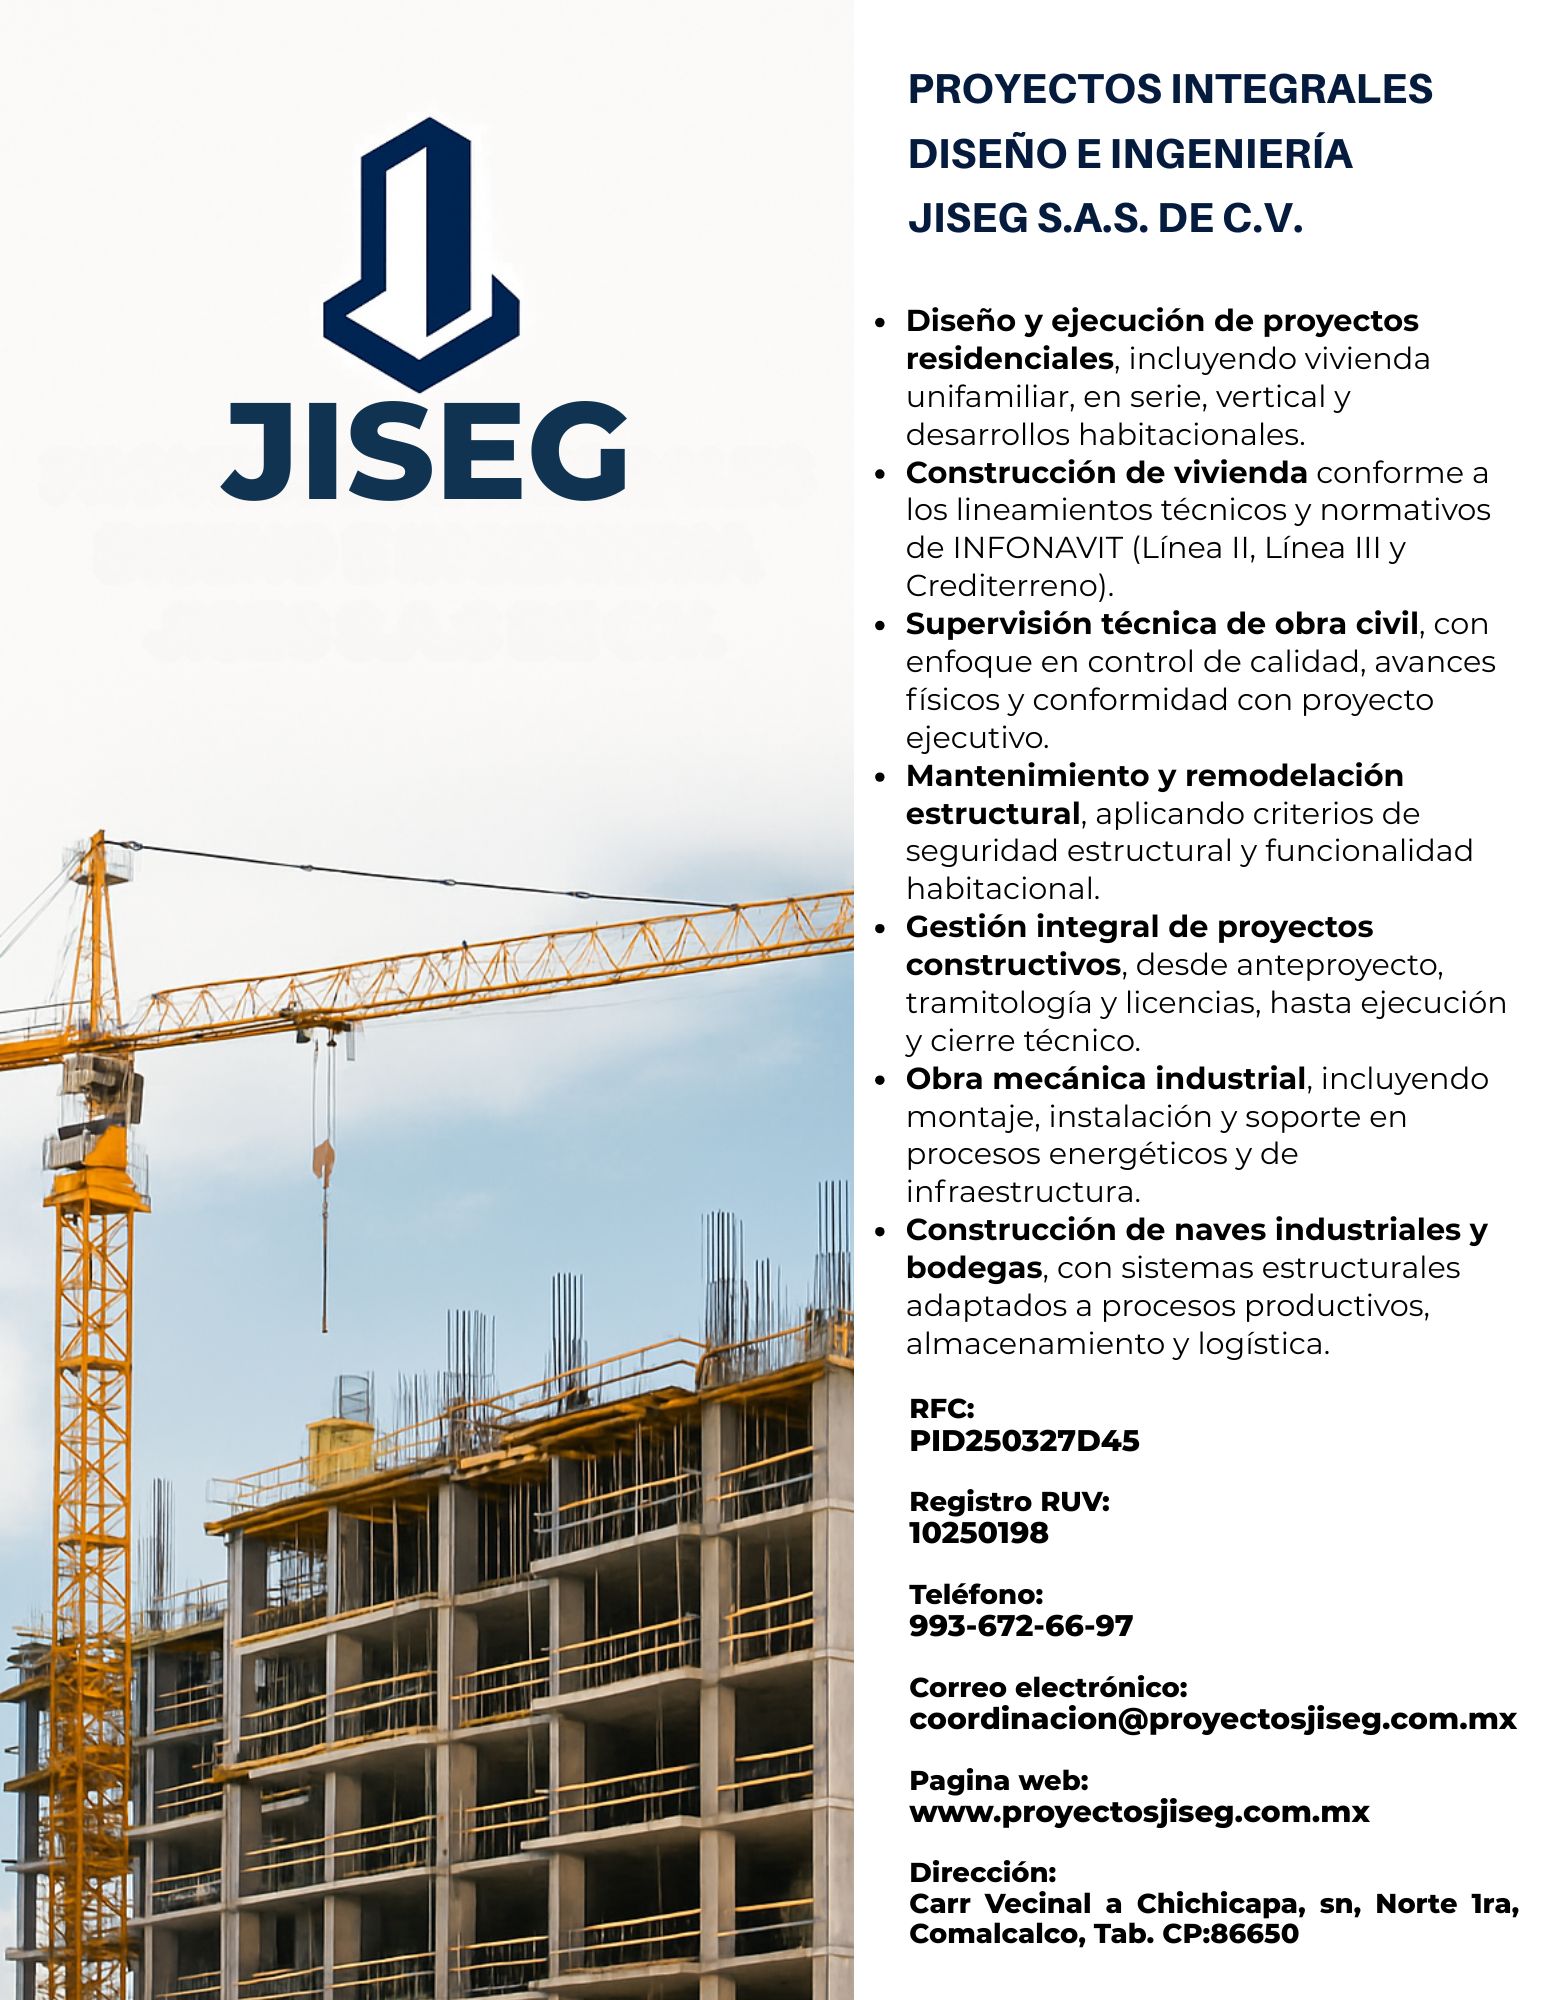 JISEG
PROYECTOS INTEGRALES
DISEÑO E INGENIERÍA
JISEG S.A.S. DE C.V.
• Diseño y ejecución de proyectos
residenciales, incluyendo vivienda
unifamiliar, en serie, vertical y
desarrollos habitacionales.
• Construcción de vivienda conforme a
los lineamientos técnicos y normativos
de INFONAVIT (Línea II, Línea III y
Crediterreno).
• Supervisión técnica de obra civil, con
enfoque en control de calidad, avances
físicos y conformidad con proyecto
ejecutivo.
• Mantenimiento y remodelación
estructural, aplicando criterios de
seguridad estructural y funcionalidad
habitacional.
• Gestión integral de proyectos
constructivos, desde anteproyecto,
tramitología y licencias, hasta ejecución
y cierre técnico.
• Obra mecánica industrial, incluyendo
montaje, instalación y soporte en
procesos energéticos y de
infraestructura.
• Construcción de naves industriales y
bodegas, con sistemas estructurales
adaptados a procesos productivos,
almacenamiento y logística.
RFC:
PID250327D45
Registro RUV:
10250198
Teléfono:
993-672-66-97
Correo electrónico:
coordinacion@proyectosjiseg.com.mx
Pagina web:
www.proyectosjiseg.com.mx
Dirección:
Carr Vecinal a Chichicapa, sn, Norte 1ra,
Comalcalco, Tab. CP:86650